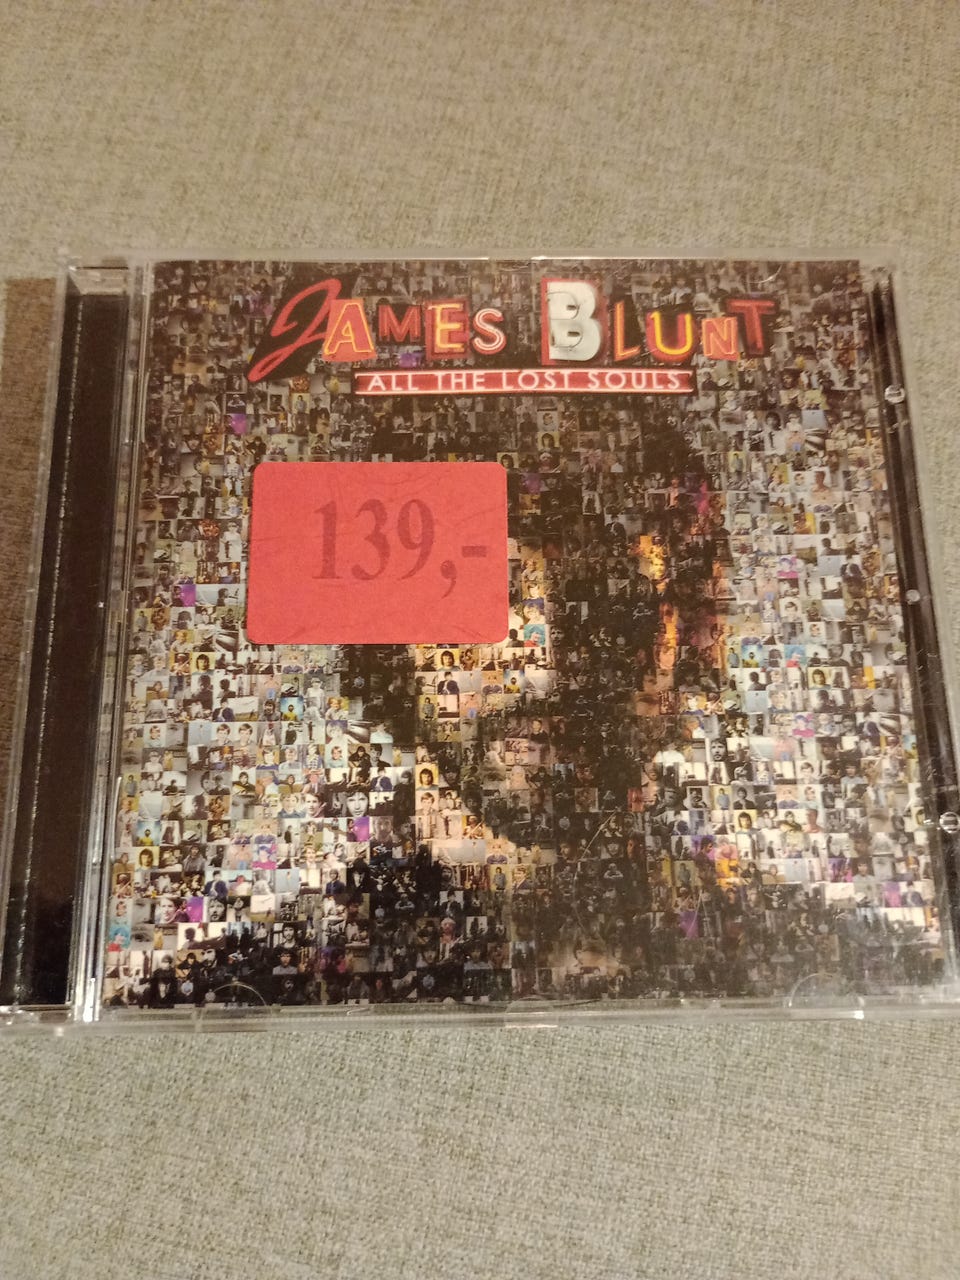 JAMES BLUNT
ALL THE LOST SOULS
139,-